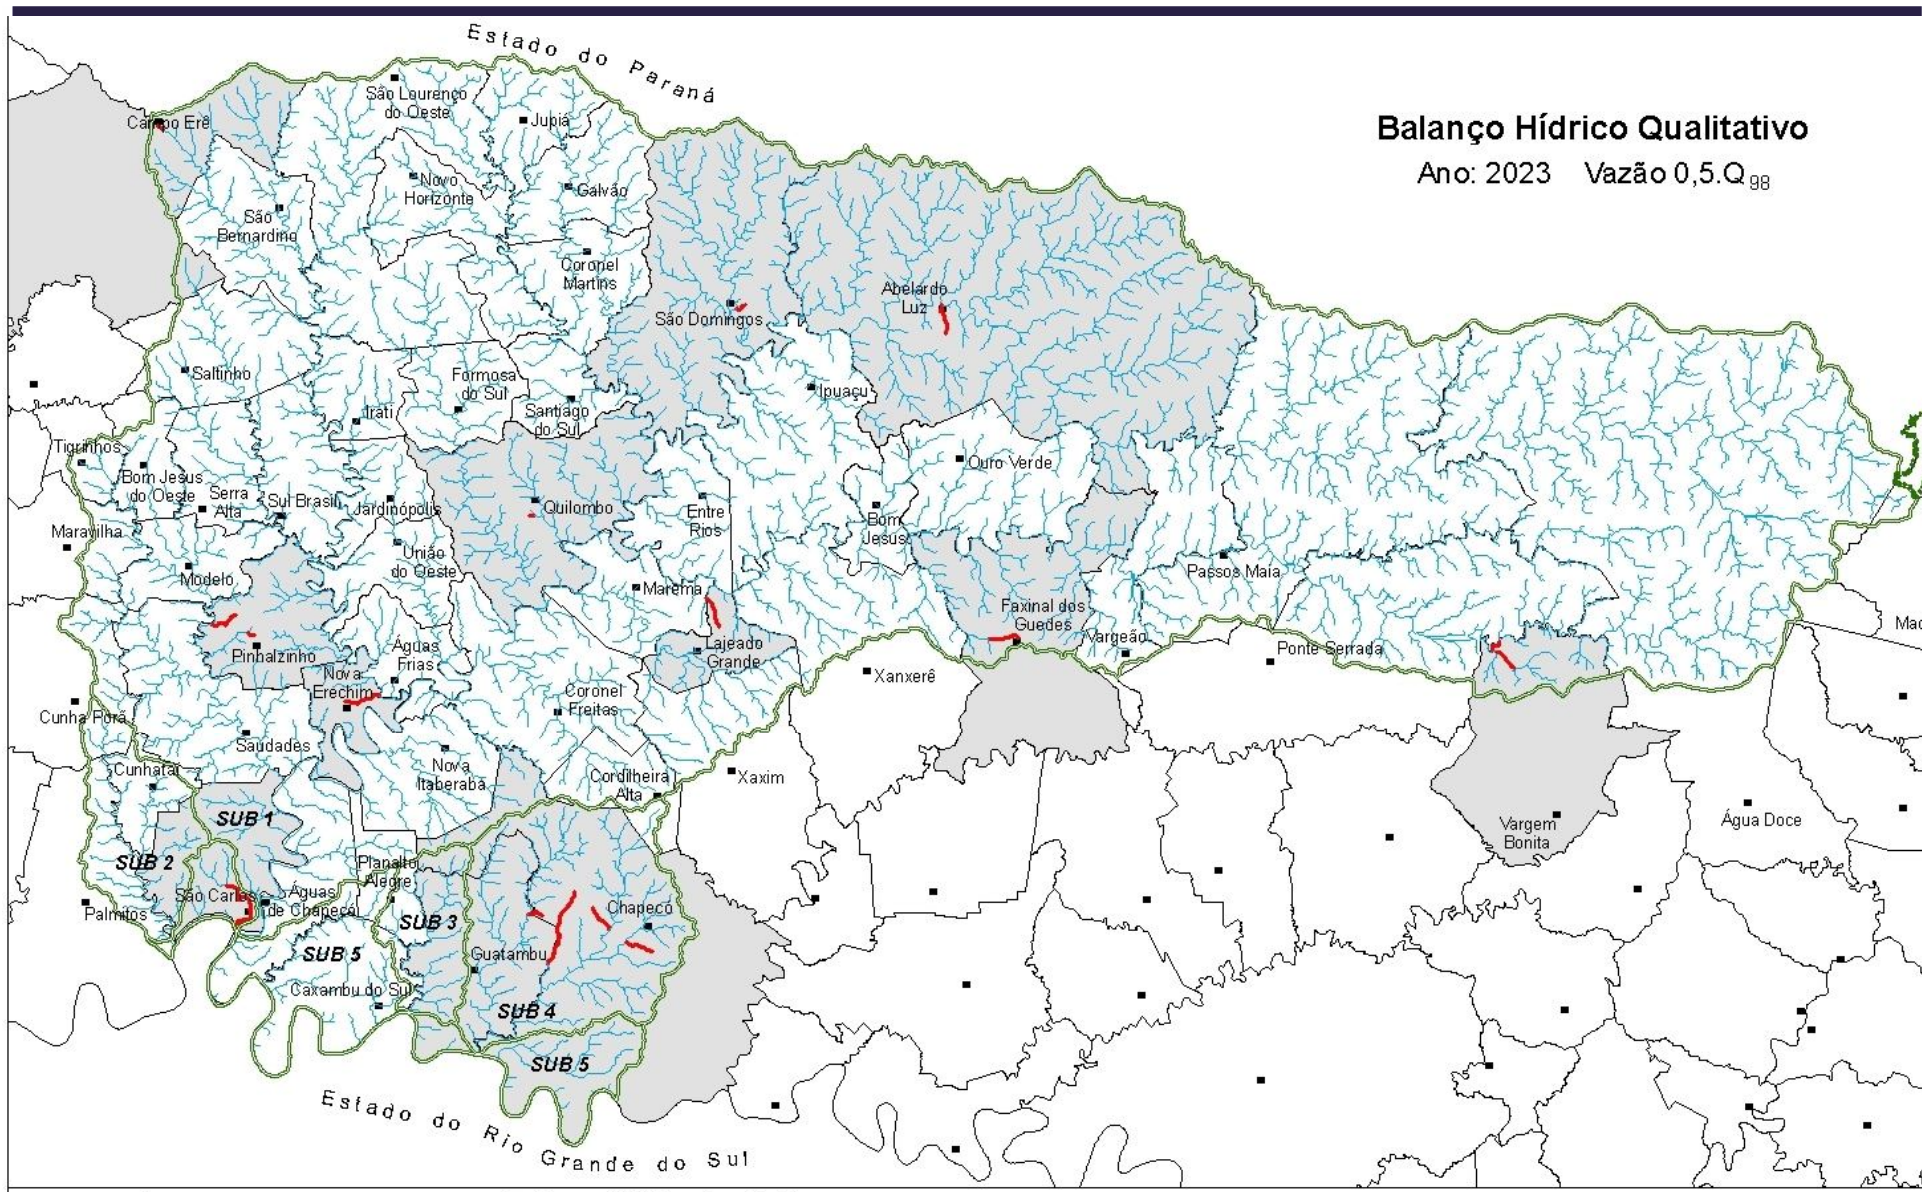 Estado do Paraná
Balanço Hídrico Qualitativo
Ano: 2023 Vazão 0,5.Q98
Campo Erê
São Lourenço
do Oeste
Jupiá
Novo
Horizonte
Galvão
São
Bernardino
Coronel
Martins
Abelardo
Luz
São Domingos
Saltinho
Formosa
do Sul
Ipuaçu
Irati
Santiago
do Sul
Tigrinhos
Bom Jesus
do Oeste
Serra
Alta
Sul Brasil
Jardinópolis
Quilombo
Entre
Rios
Ouro Verde
Bom
Jesus
Maravilha
União
do Oeste
Modelo
Marema
Passos Maia
Faxinal dos
Guedes
Vargeão
Ponte Serrada
Mac
Pinhalzinho
Águas
Frias
Lajeado
Grande
Nova
Erechim
Xanxerê
Coronel
Freitas
Cunha Porã
Saudades
Nova
Itaberaba
Cordilheira
Alta
Xaxim
Cunhataí
SUB 1
Vargem
Bonita
Água Doce
SUB 2
Planalto
Alegre
São Carlos
Águas
de Chapecó
Palmitos
SUB 3
Chapecó
SUB 5
Guatambu
Caxambu do Sul
SUB 4
SUB 5
Estado do Rio Grande do Sul